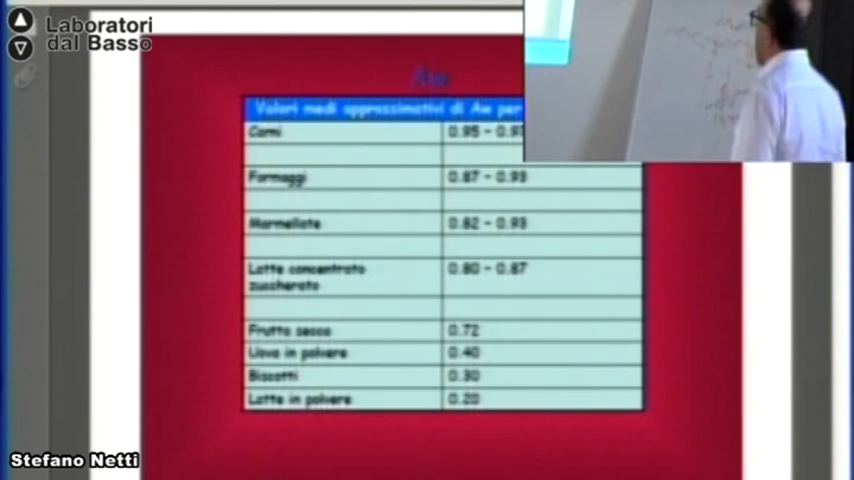 Laboratori
dal Basso
Aw
Valori medi approssimativi di Aw per
Carni 0.95 - 0.97
Formaggi 0.87 - 0.93
Marmellate 0.82 - 0.93
Latte concentrato 0.80 - 0.87
zuccherato
Frutta secca 0.72
Uova in polvere 0.40
Biscotti 0.30
Latte in polvere 0.20
Stefano Netti